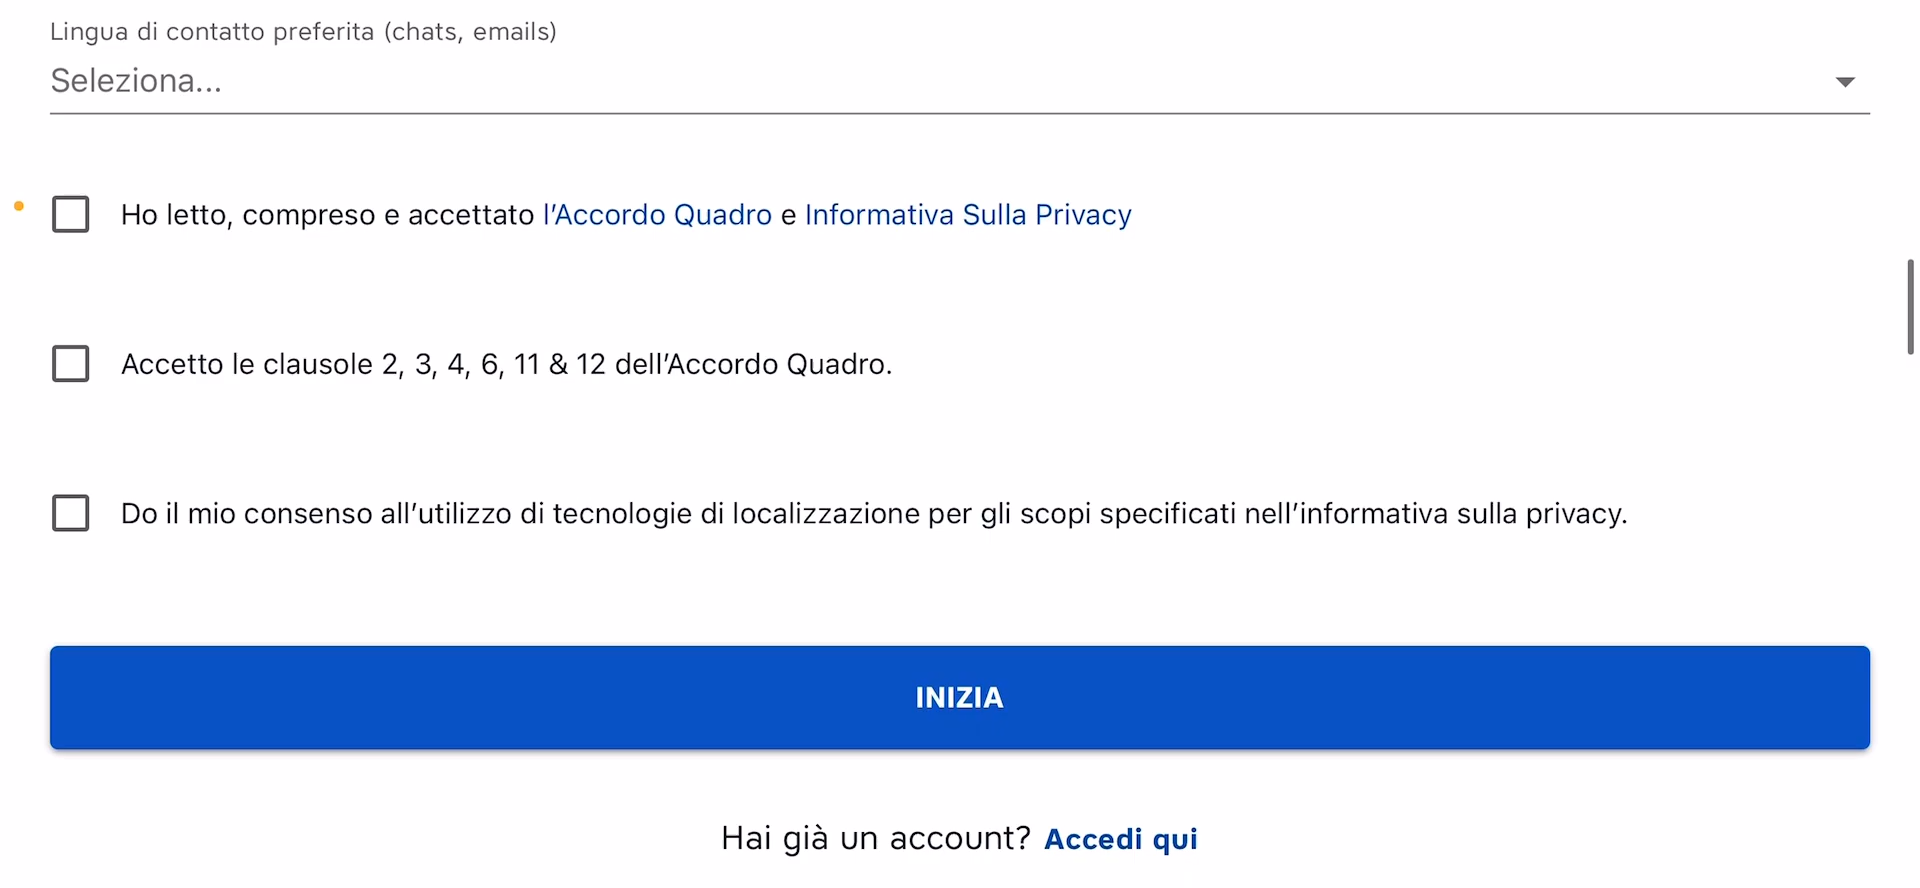 Lingua di contatto preferita (chats, emails)
Seleziona...
Ho letto, compreso e accettato l’Accordo Quadro e Informativa Sulla Privacy
Accetto le clausole 2, 3, 4, 6, 11 & 12 dell’Accordo Quadro.
Do il mio consenso all’utilizzo di tecnologie di localizzazione per gli scopi specificati nell’informativa sulla privacy.
INIZIA
Hai già un account? Accedi qui